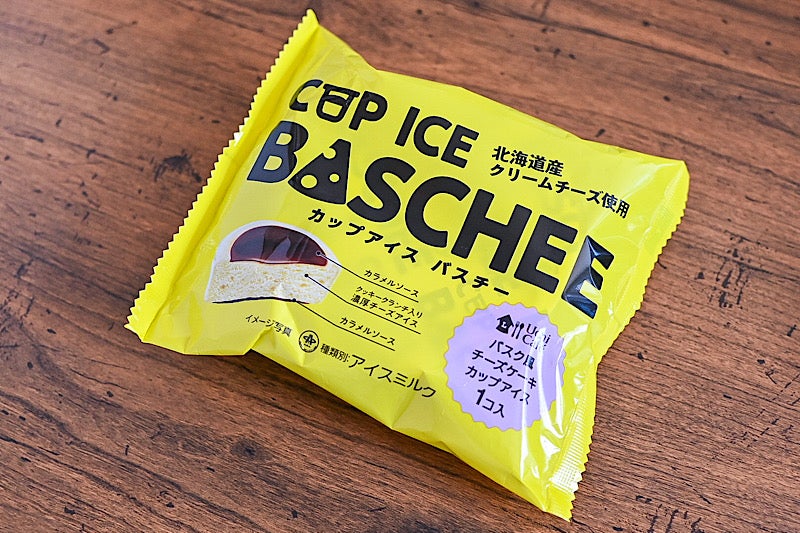 CUP ICE
BASCHEE
北海道産
クリームチーズ使用
カップアイス バスチー
カラメルソース
クッキークランチ入り
濃厚チーズアイス
カラメルソース
イメージ写真
種類別:アイスミルク
Uchi
Café
バスク風
チーズケーキ
カップアイス
1コ入